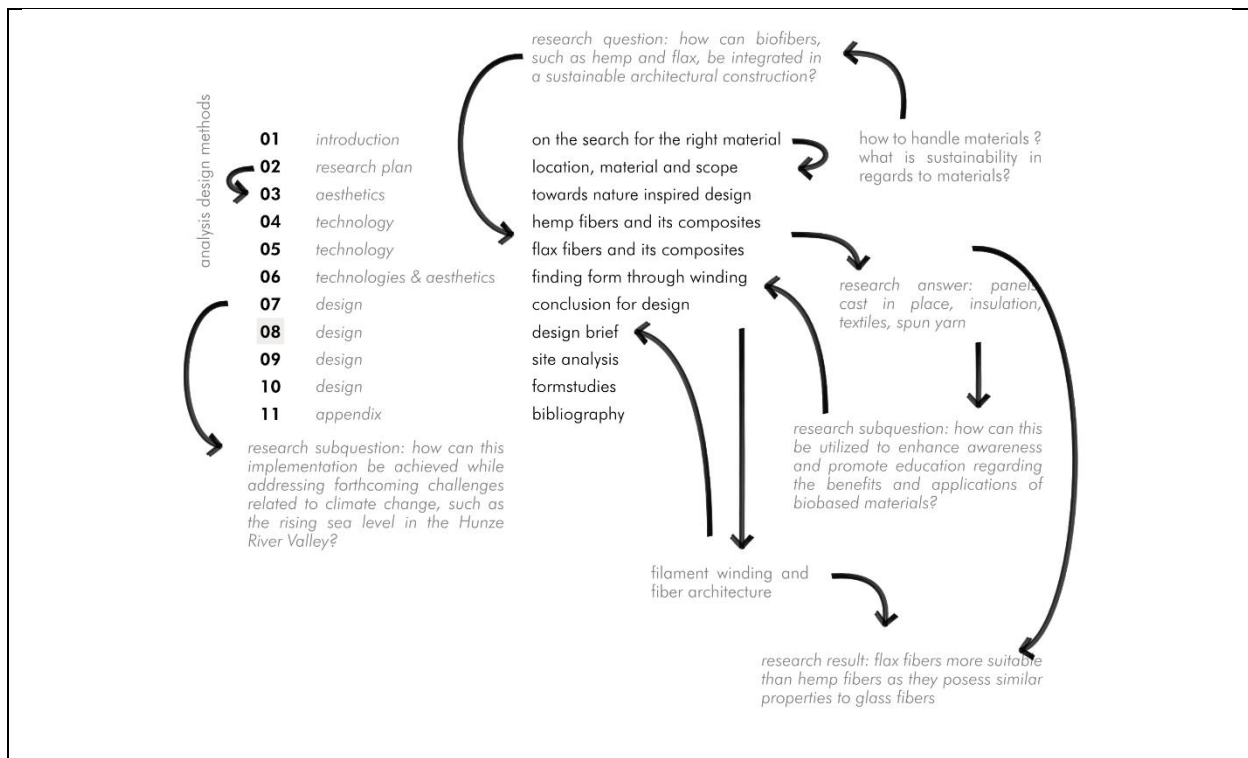 research question: how can biofibers,
such as hemp and flax, be integrated in
a sustainable architectural construction?
analysis design methods
01 introduction on the search for the right material
02 research plan location, material and scope
03 aesthetics towards nature inspired design
04 technology hemp fibers and its composites
05 technology flax fibers and its composites
06 technologies & aesthetics finding form through winding
07 design conclusion for design
08 design design brief
09 design site analysis
10 design formstudies
11 appendix bibliography
how to handle materials ?
what is sustainability in
regards to materials?
research answer: panels,
cast in place, insulation,
textiles, spun yarn
research subquestion: how can this
be utilized to enhance awareness
and promote education regarding
the benefits and applications of
biobased materials?
research subquestion: how can this
implementation be achieved while
addressing forthcoming challenges
related to climate change, such as
the rising sea level in the Hunze
River Valley?
filament winding and
fiber architecture
research result: flax fibers more suitable
than hemp fibers as they posess similar
properties to glass fibers